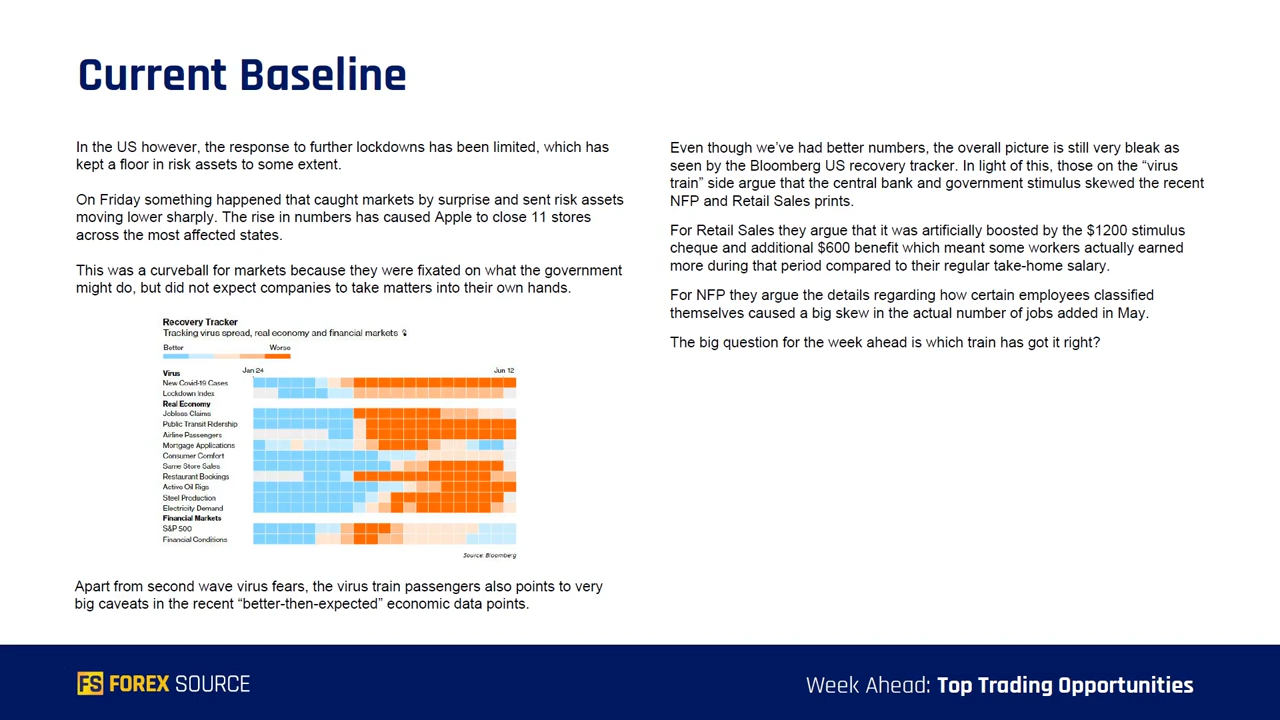 Current Baseline
In the US however, the response to further lockdowns has been limited, which has
kept a floor in risk assets to some extent.
On Friday something happened that caught markets by surprise and sent risk assets
moving lower sharply. The rise in numbers has caused Apple to close 11 stores
across the most affected states.
This was a curveball for markets because they were fixated on what the government
might do, but did not expect companies to take matters into their own hands.
Recovery Tracker
Tracking virus spread, real economy and financial markets
Better Worse
Jan 24 Jun 12
Virus
New Covid-19 Cases
Lockdown Index
Real Economy
Jobless Claims
Public Transit Ridership
Airline Passengers
Mortgage Applications
Consumer Comfort
Same Store Sales
Restaurant Bookings
Active Oil Rigs
Steel Production
Electricity Demand
Financial Markets
S&P 500
Financial Conditions
Source: Bloomberg
Apart from second wave virus fears, the virus train passengers also points to very
big caveats in the recent “better-then-expected” economic data points.
Even though we’ve had better numbers, the overall picture is still very bleak as
seen by the Bloomberg US recovery tracker. In light of this, those on the “virus
train” side argue that the central bank and government stimulus skewed the recent
NFP and Retail Sales prints.
For Retail Sales they argue that it was artificially boosted by the $1200 stimulus
cheque and additional $600 benefit which meant some workers actually earned
more during that period compared to their regular take-home salary.
For NFP they argue the details regarding how certain employees classified
themselves caused a big skew in the actual number of jobs added in May.
The big question for the week ahead is which train has got it right?
FS FOREX SOURCE
Week Ahead: Top Trading Opportunities